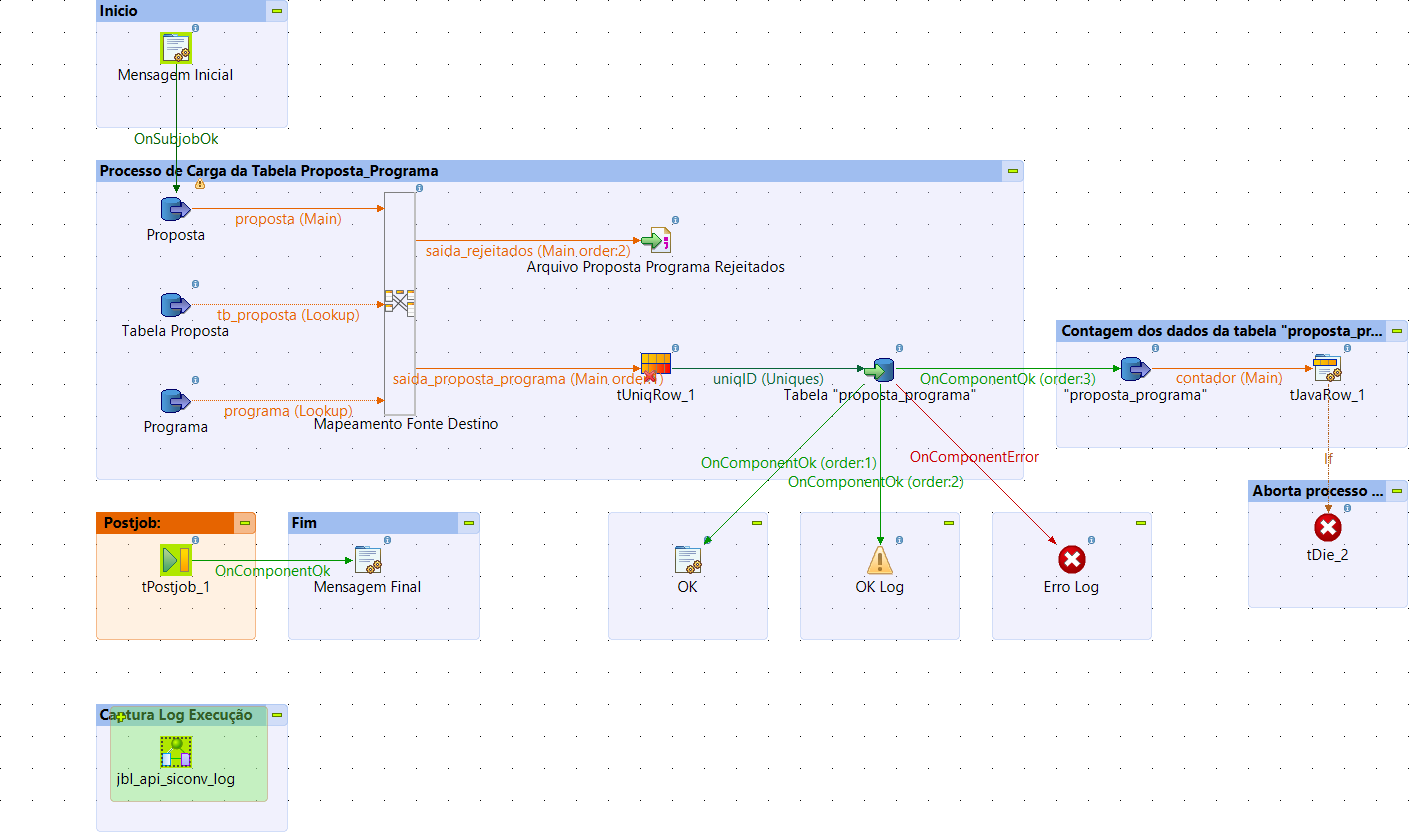 Inicio
Mensagem Inicial
OnSubjobOk
Processo de Carga da Tabela Proposta_Programa
Proposta
proposta (Main)
saida_rejeitados (Main order:2)
Arquivo Proposta Programa Rejeitados
Tabela Proposta
tb_proposta (Lookup)
Programa
programa (Lookup)
Mapeamento Fonte Destino
saida_proposta_programa (Main order:1)
tUniqRow_1
uniqID (Uniques)
Tabela "proposta_programa"
OnComponentOk (order:3)
Contagem dos dados da tabela "proposta_pr...
"proposta_programa"
contador (Main)
tJavaRow_1
If
OnComponentOk (order:1)
OnComponentOk (order:2)
OnComponentError
Aborta processo ...
tDie_2
Postjob:
tPostjob_1
OnComponentOk
Fim
Mensagem Final
OK
OK Log
Erro Log
Captura Log Execução
jbl_api_siconv_log